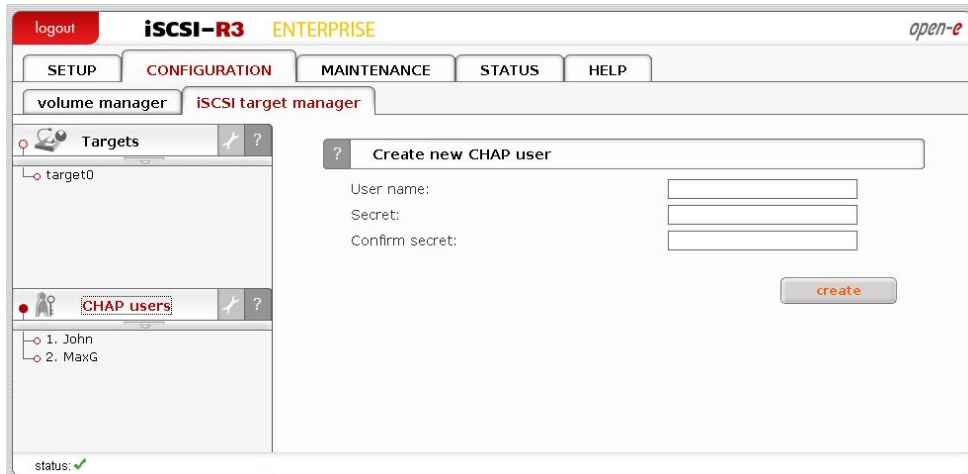 logout
iSCSI-R3 ENTERPRISE
open-e
SETUP CONFIGURATION MAINTENANCE STATUS HELP
volume manager iSCSI target manager
Targets ?
target0
CHAP users ?
1. John
2. MaxG
? Create new CHAP user
User name:
Secret:
Confirm secret:
create
status: